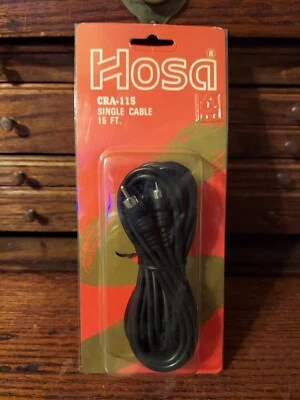 Hosa®
CRA-115
SINGLE CABLE
15 FT.